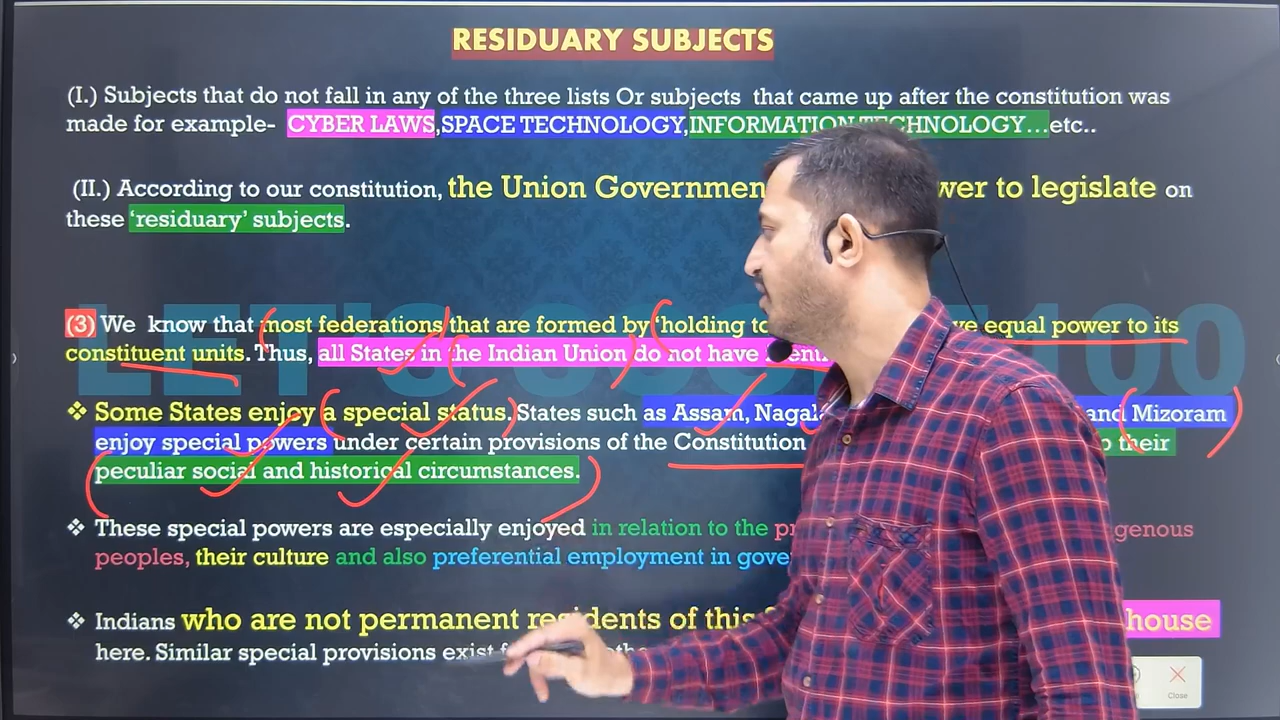 RESIDUARY SUBJECTS
(I.) Subjects that do not fall in any of the three lists Or subjects that came up after the constitution was
made for example- CYBER LAWS,SPACE TECHNOLOGY,INFORMATION TECHNOLOGY…etc..
(II.) According to our constitution, the Union Governmen wer to legislate on
these ‘residuary’ subjects.
LET'S
100
(3) We know that most federations that are formed by ‘holding to ve equal power to its
constituent units. Thus, all States in the Indian Union do not have
❖ Some States enjoy a special status. States such as Assam, Nagal and Mizoram
enjoy special powers under certain provisions of the Constitution their
peculiar social and historical circumstances.
❖ These special powers are especially enjoyed in relation to the genous
peoples, their culture and also preferential employment in gove
❖ Indians who are not permanent residents of this house
here. Similar special provisions exist
Close